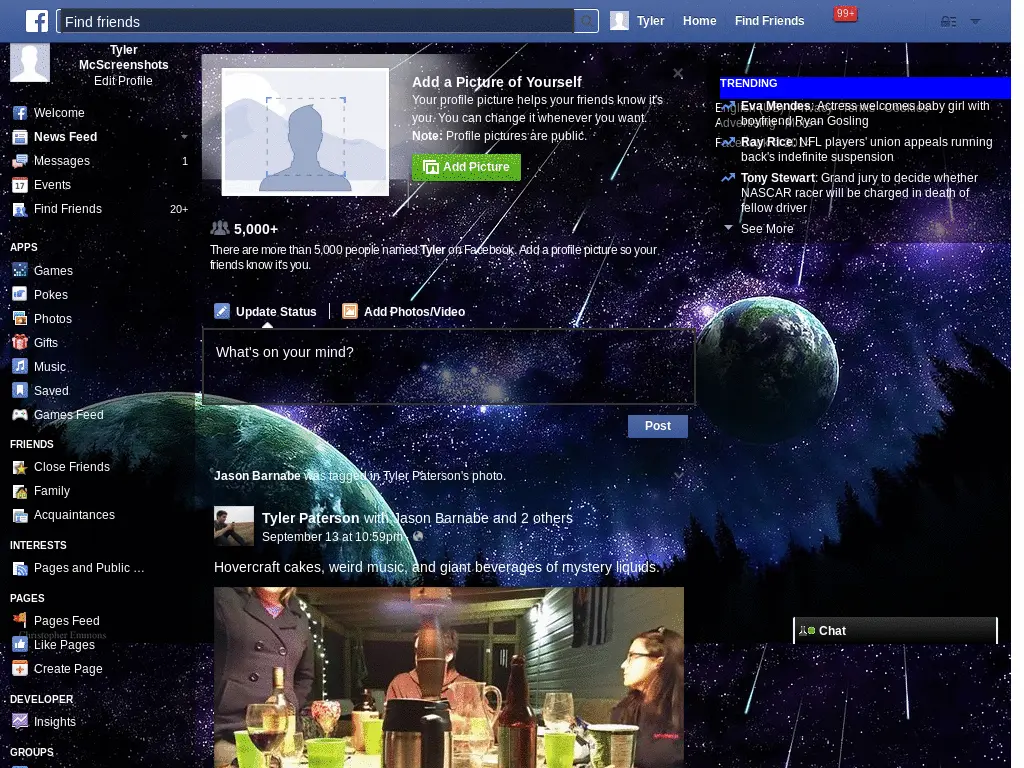 Find friends
Tyler
Home
Find Friends
99+
Tyler
McScreenshots
Edit Profile
Welcome
News Feed
Messages 1
Events
Find Friends 20+
APPS
Games
Pokes
Photos
Gifts
Music
Saved
Games Feed
FRIENDS
Close Friends
Family
Acquaintances
INTERESTS
Pages and Public ...
PAGES
Pages Feed
Christopher Emmons
Like Pages
Create Page
DEVELOPER
Insights
GROUPS
Add a Picture of Yourself
Your profile picture helps your friends know it's
you. You can change it whenever you want.
Note: Profile pictures are public.
Add Picture
5,000+
There are more than 5,000 people named Tyler on Facebook. Add a profile picture so your
friends know it's you.
Update Status
Add Photos/Video
What's on your mind?
Post
Jason Barnabe was tagged in Tyler Paterson's photo.
Tyler Paterson with Jason Barnabe and 2 others
September 13 at 10:59pm ·
Hovercraft cakes, weird music, and giant beverages of mystery liquids.
TRENDING
Eva Mendes: Actress welcomes baby girl with
boyfriend Ryan Gosling
Ray Rice: NFL players' union appeals running
back's indefinite suspension
Tony Stewart: Grand jury to decide whether
NASCAR racer will be charged in death of
fellow driver
See More
Chat